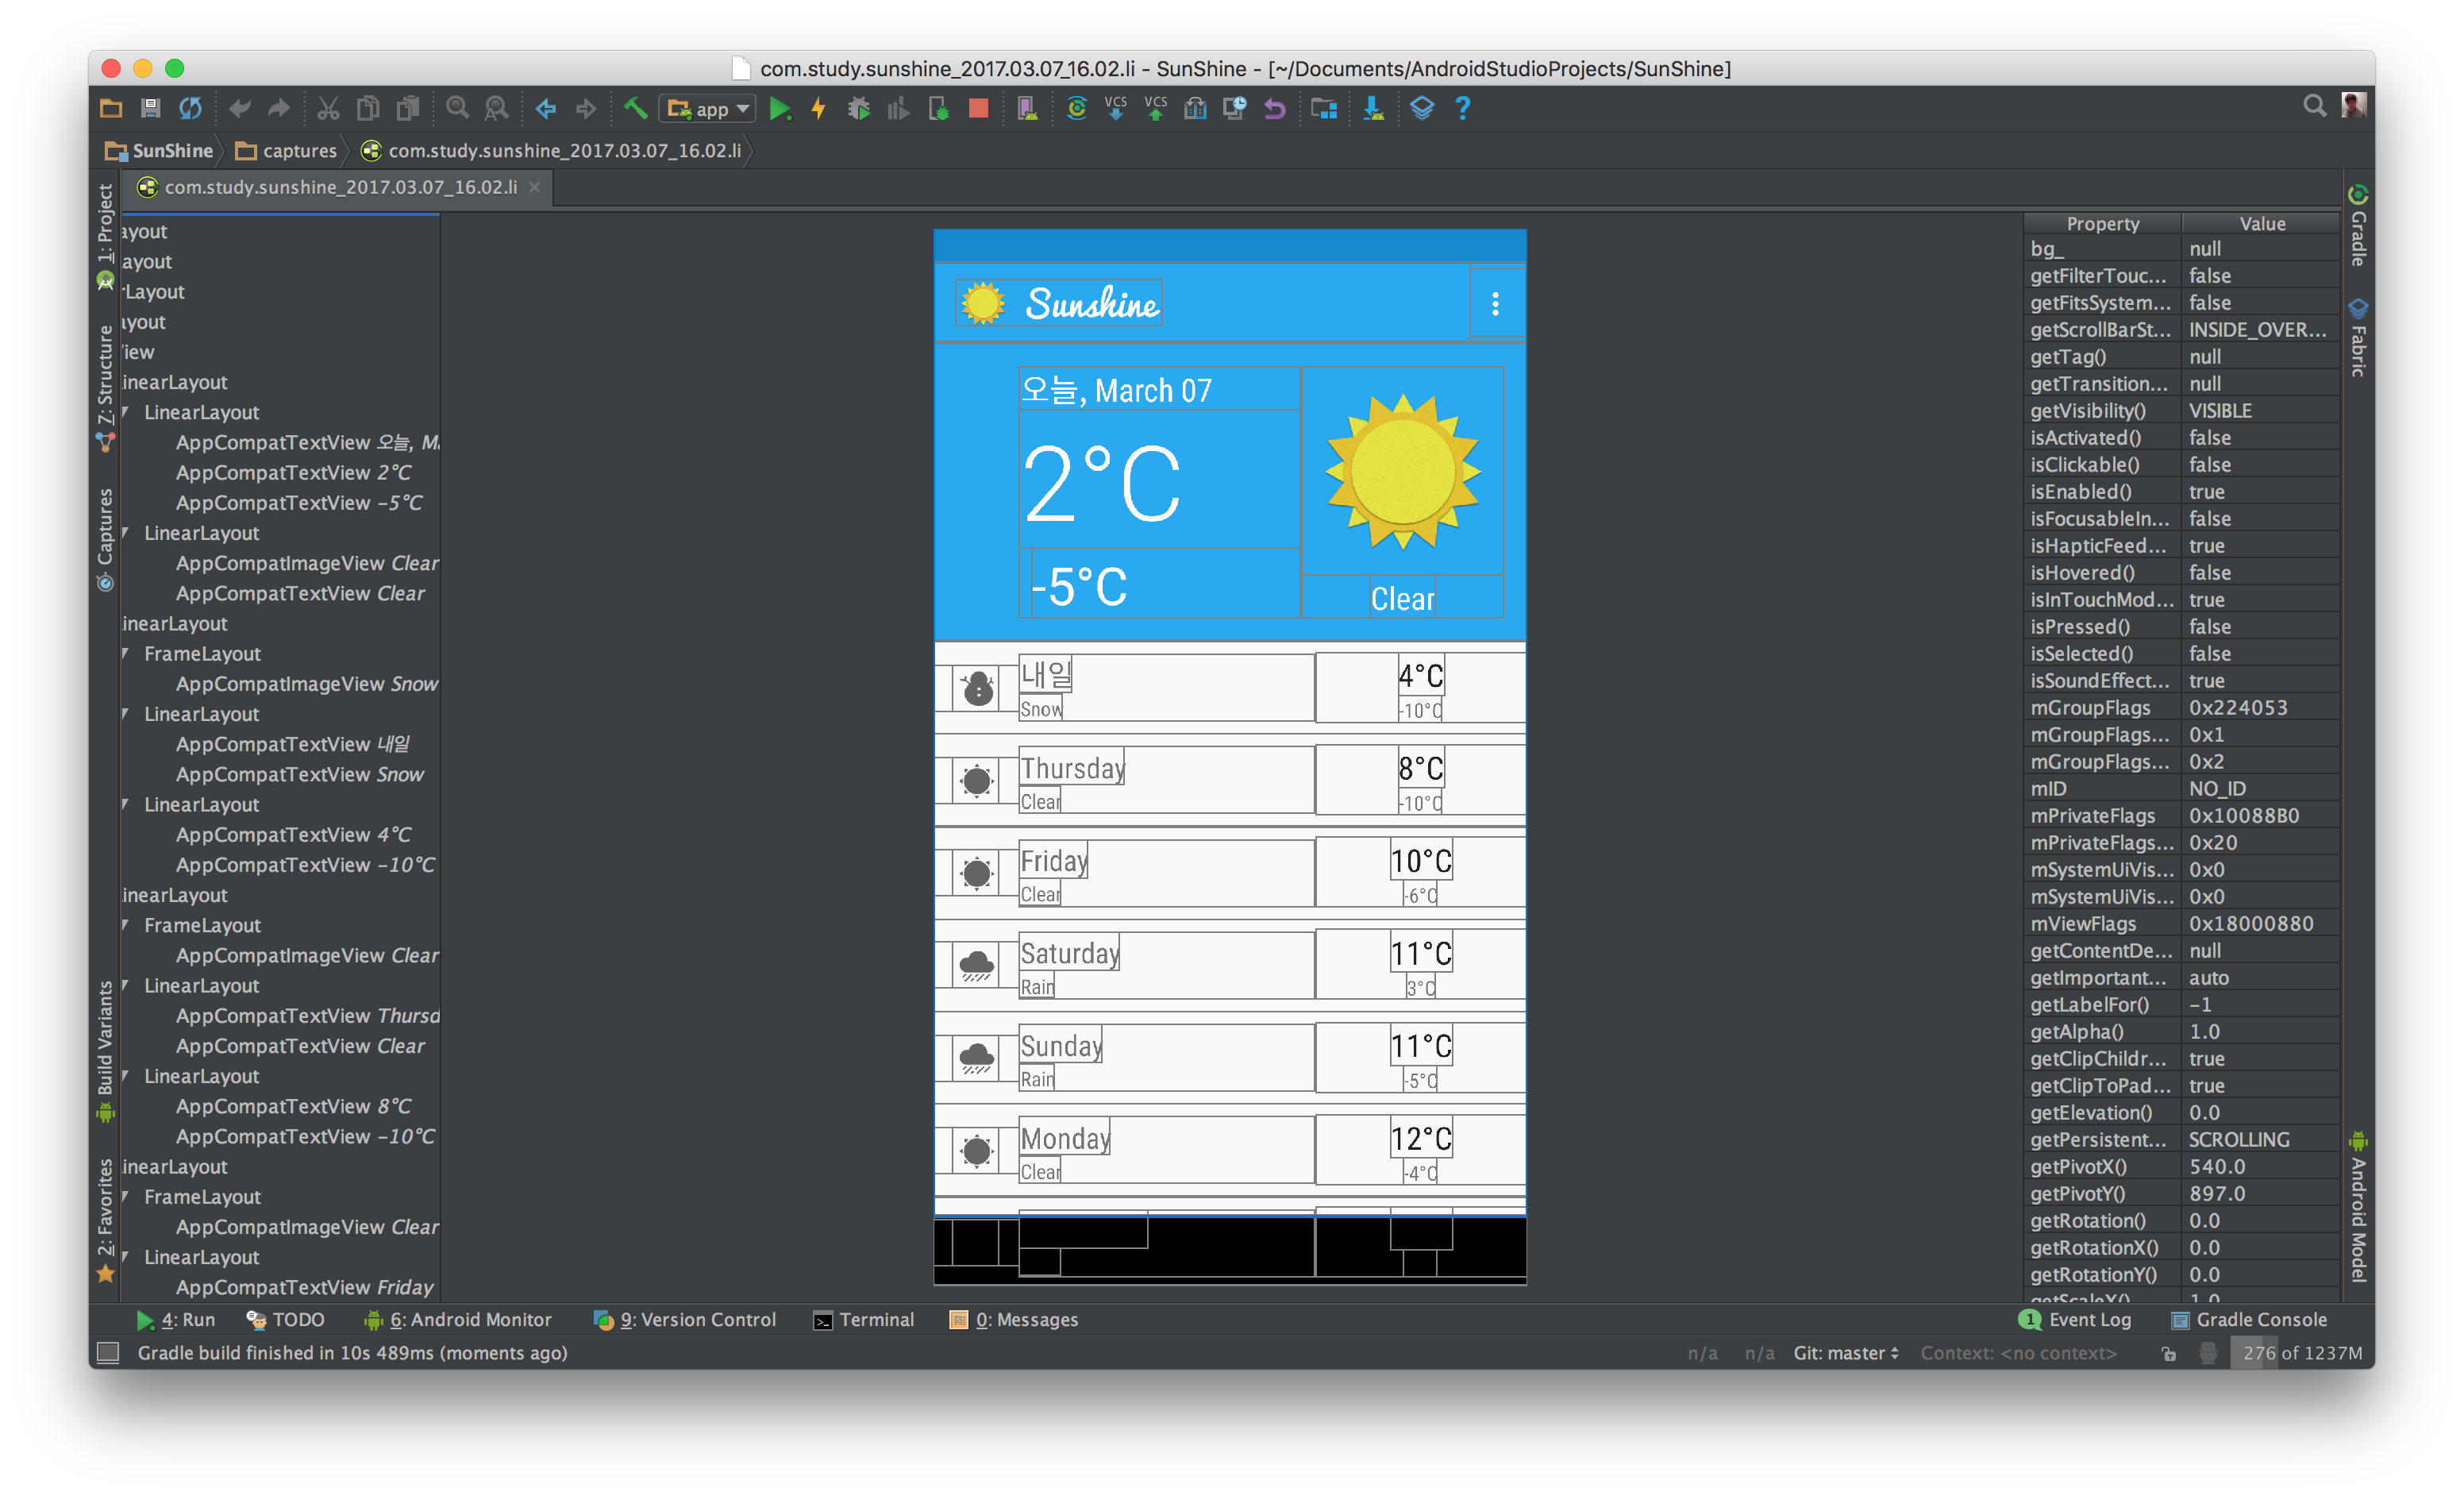 com.study.sunshine_2017.03.07_16.02.li - SunShine - [~/Documents/AndroidStudioProjects/SunShine]
app
VCS
VCS
SunShine
captures
com.study.sunshine_2017.03.07_16.02.li
com.study.sunshine_2017.03.07_16.02.li
1: Project
7: Structure
Captures
Build Variants
2: Favorites
ayout
ayout
rLayout
ayout
iew
inearLayout
LinearLayout
AppCompatTextView 오늘, Ma
AppCompatTextView 2°C
AppCompatTextView -5°C
LinearLayout
AppCompatImageView Clear
AppCompatTextView Clear
inearLayout
FrameLayout
AppCompatImageView Snow
LinearLayout
AppCompatTextView 내일
AppCompatTextView Snow
LinearLayout
AppCompatTextView 4°C
AppCompatTextView -10°C
inearLayout
FrameLayout
AppCompatImageView Clear
LinearLayout
AppCompatTextView Thursd
AppCompatTextView Clear
LinearLayout
AppCompatTextView 8°C
AppCompatTextView -10°C
inearLayout
FrameLayout
AppCompatImageView Clear
LinearLayout
AppCompatTextView Friday
Sunshine
오늘, March 07
2°C
-5°C
Clear
내일
Snow
4°C
-10°C
Thursday
Clear
8°C
-10°C
Friday
Clear
10°C
-6°C
Saturday
Rain
11°C
3°C
Sunday
Rain
11°C
-5°C
Monday
Clear
12°C
-4°C
Property Value
bg_ null
getFilterTouc... false
getFitsSystem... false
getScrollBarSt... INSIDE_OVER...
getTag() null
getTransition... null
getVisibility() VISIBLE
isActivated() false
isClickable() false
isEnabled() true
isFocusableIn... false
isHapticFeed... true
isHovered() false
isInTouchMod... true
isPressed() false
isSelected() false
isSoundEffect... true
mGroupFlags 0x224053
mGroupFlags... 0x1
mGroupFlags... 0x2
mID NO_ID
mPrivateFlags 0x10088B0
mPrivateFlags... 0x20
mSystemUiVis... 0x0
mSystemUiVis... 0x0
mViewFlags 0x18000880
getContentDe... null
getImportant... auto
getLabelFor() -1
getAlpha() 1.0
getClipChildr... true
getClipToPad... true
getElevation() 0.0
getPersistent... SCROLLING
getPivotX() 540.0
getPivotY() 897.0
getRotation() 0.0
getRotationX() 0.0
getRotationY() 0.0
getScaleX() 1.0
Gradle
Fabric
Android Model
4: Run
TODO
6: Android Monitor
9: Version Control
Terminal
0: Messages
1 Event Log
Gradle Console
Gradle build finished in 10s 489ms (moments ago)
n/a n/a Git: master Context: <no context> 276 of 1237M